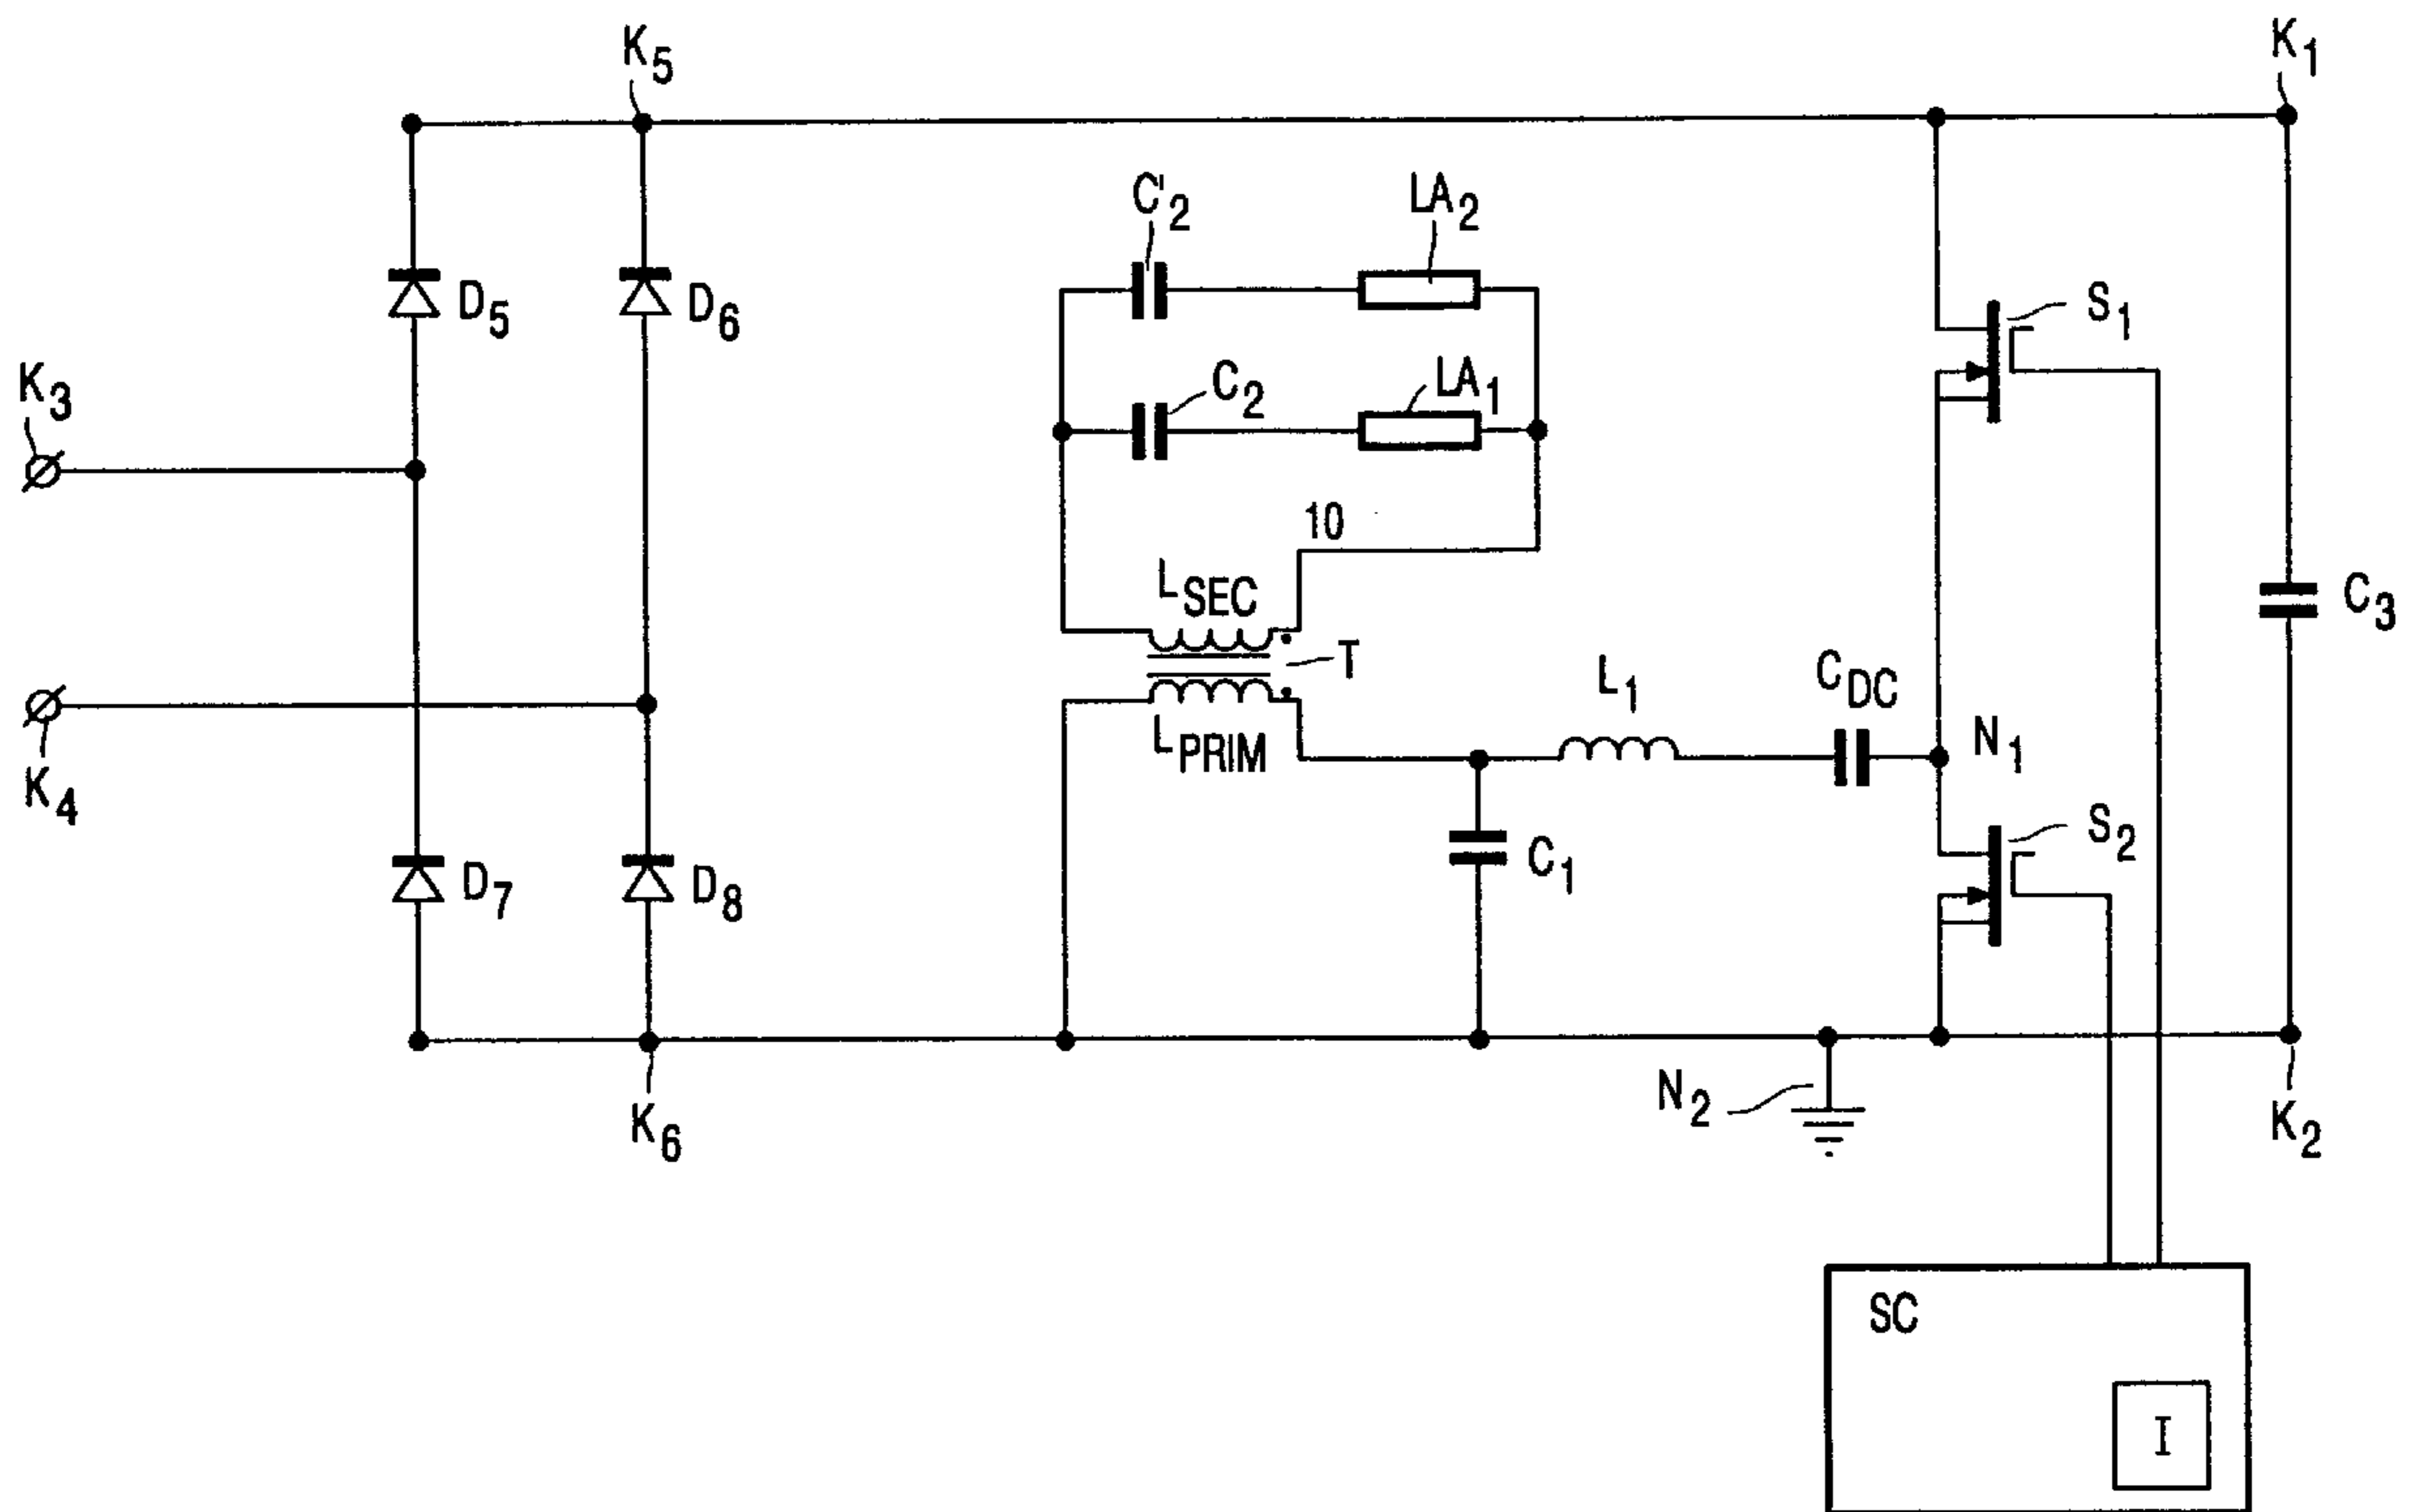 K5
K1
C'2
LA2
D5
D6
S1
K3
C2
LA1
10
LSEC
C3
T
L1
CDC
K4
LPRIM
N1
S2
C1
D7
D8
N2
K6
K2
SC
I